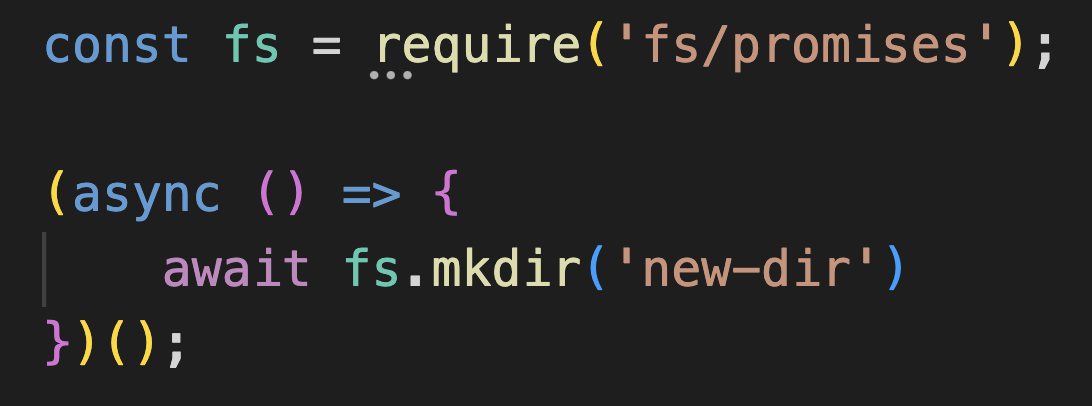 const fs = require('fs/promises');
(async () => {
    await fs.mkdir('new-dir')
})();